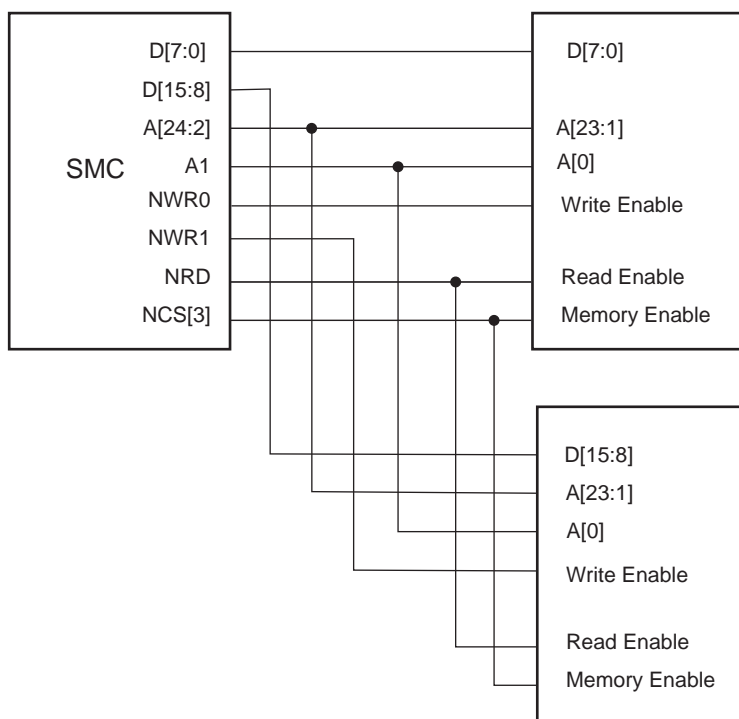 D[7:0]
D[15:8]
A[24:2]
A1
SMC
NWR0
NWR1
NRD
NCS[3]
D[7:0]
A[23:1]
A[0]
Write Enable
Read Enable
Memory Enable
D[15:8]
A[23:1]
A[0]
Write Enable
Read Enable
Memory Enable